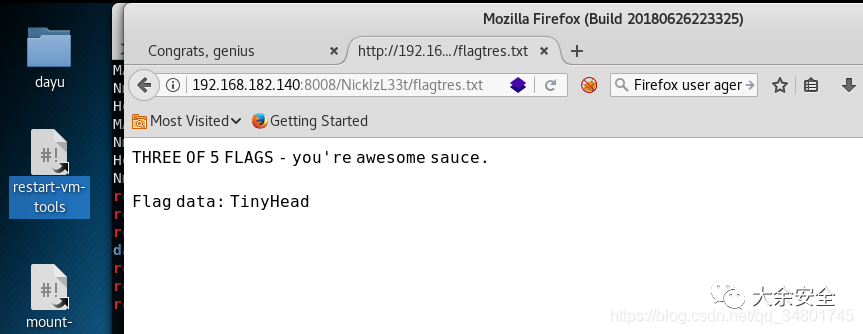 Mozilla Firefox (Build 20180626223325)
Congrats, genius
http://192.16... /flagtres.txt
192.168.182.140:8008/NickIzL33t/flagtres.txt
Firefox user ager
Most Visited
Getting Started
THREE OF 5 FLAGS - you're awesome sauce.
Flag data: TinyHead
dayu
#!
restart-vm-
tools
#!
mount-
大余安全
https://blog.csdn.net/qq_34801745